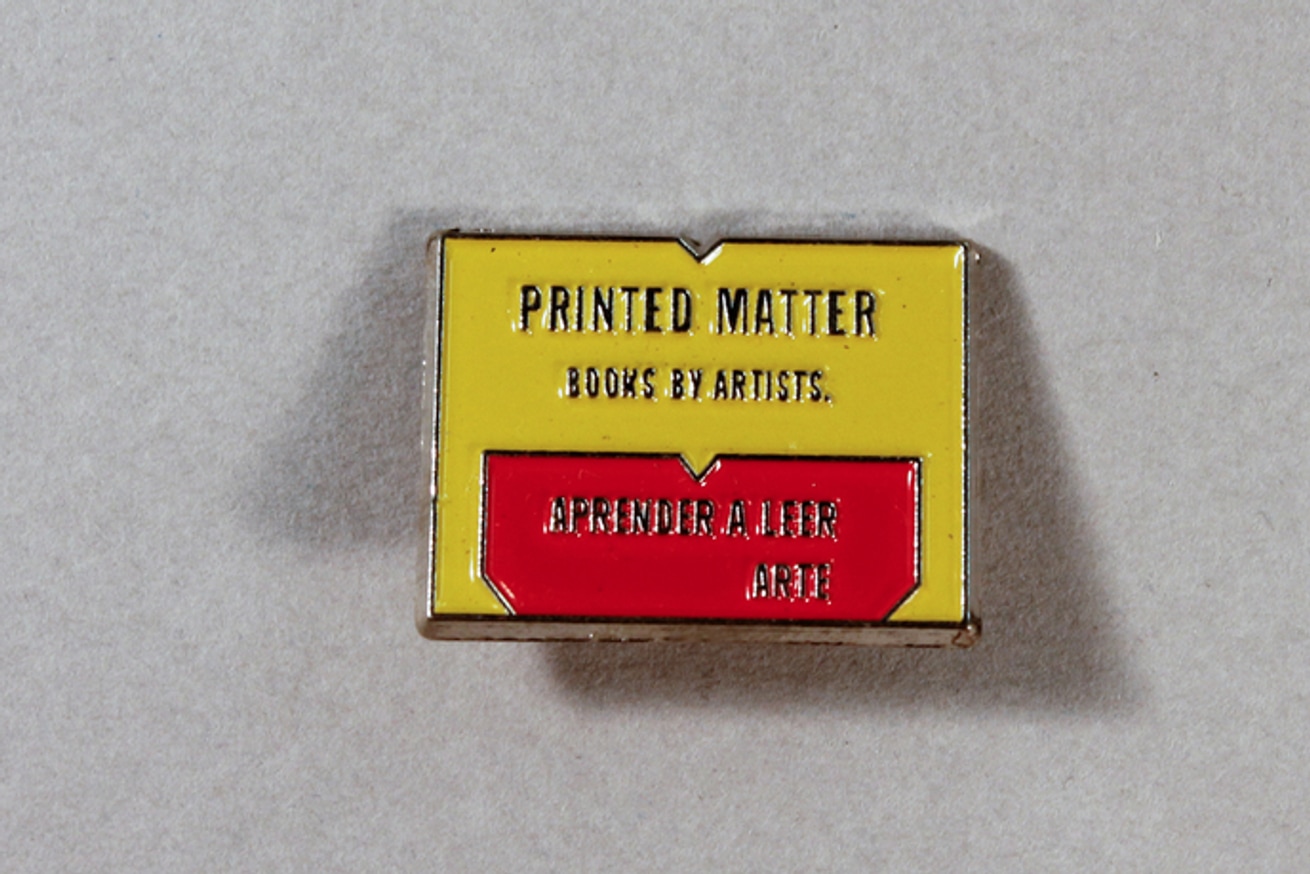 PRINTED MATTER
BOOKS BY ARTISTS.
APRENDER A LEER
ARTE